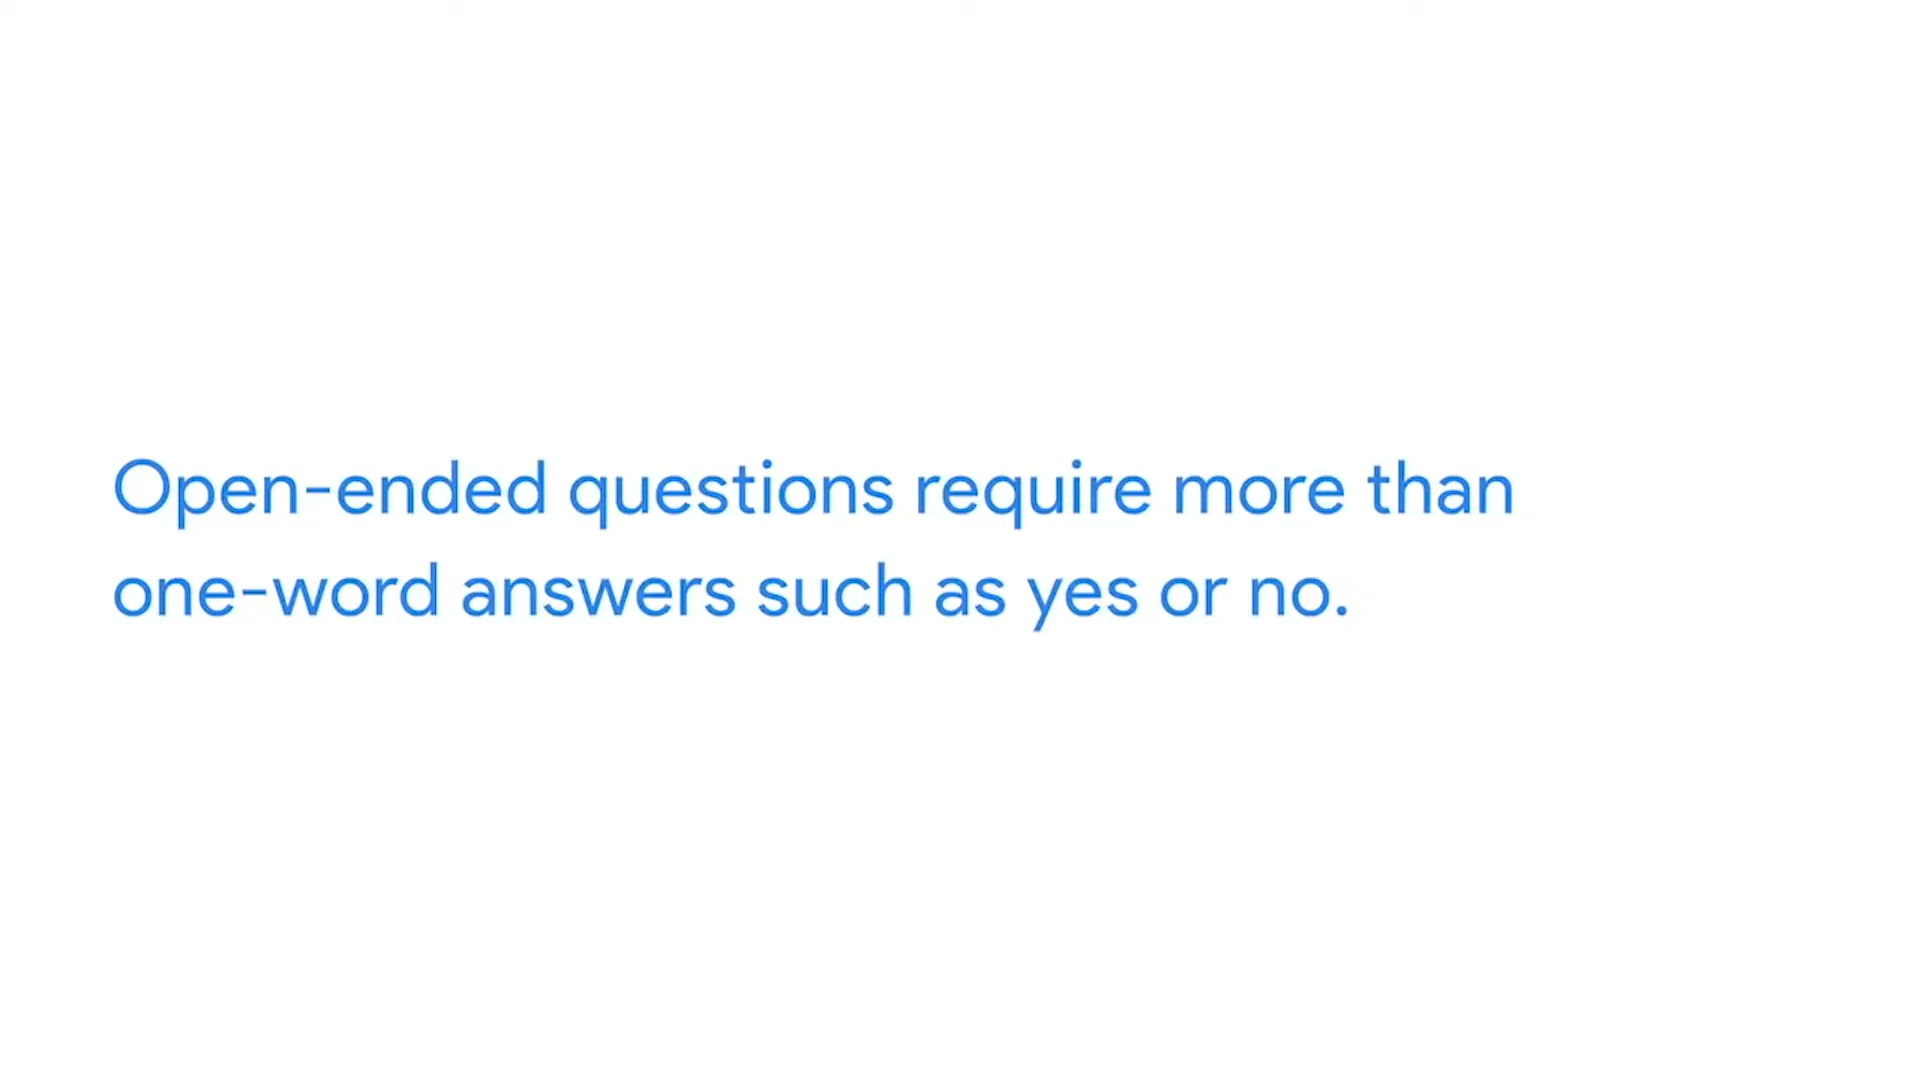 Open-ended questions require more than
one-word answers such as yes or no.